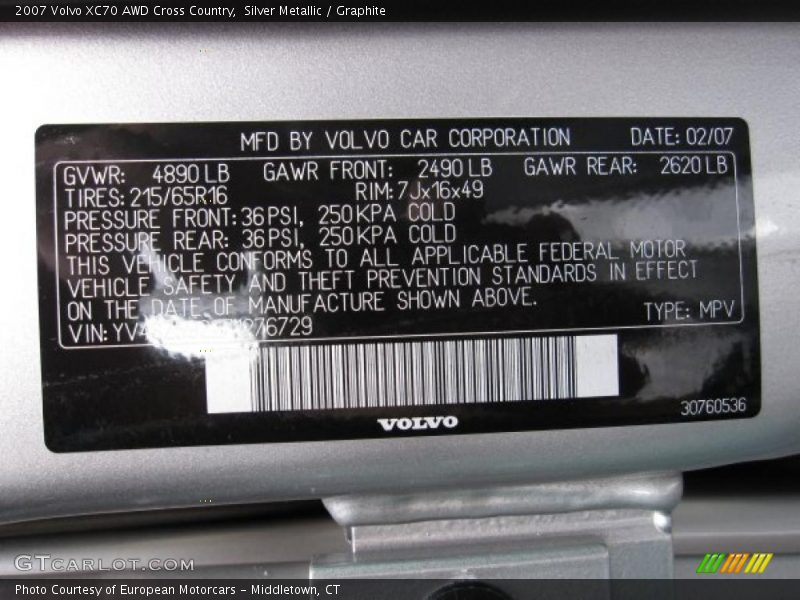 2007 Volvo XC70 AWD Cross Country, Silver Metallic / Graphite
MFD BY VOLVO CAR CORPORATION DATE: 02/07
GVWR: 4890 LB GAWR FRONT: 2490 LB GAWR REAR: 2620 LB
TIRES: 215/65R16 RIM: 7Jx16x49
PRESSURE FRONT: 36 PSI, 250 KPA COLD
PRESSURE REAR: 36 PSI, 250 KPA COLD
THIS VEHICLE CONFORMS TO ALL APPLICABLE FEDERAL MOTOR
VEHICLE SAFETY AND THEFT PREVENTION STANDARDS IN EFFECT
ON THE DATE OF MANUFACTURE SHOWN ABOVE.
VIN: TYPE: MPV
VOLVO
30760536
GTCARLOT.COM
Photo Courtesy of European Motorcars - Middletown, CT